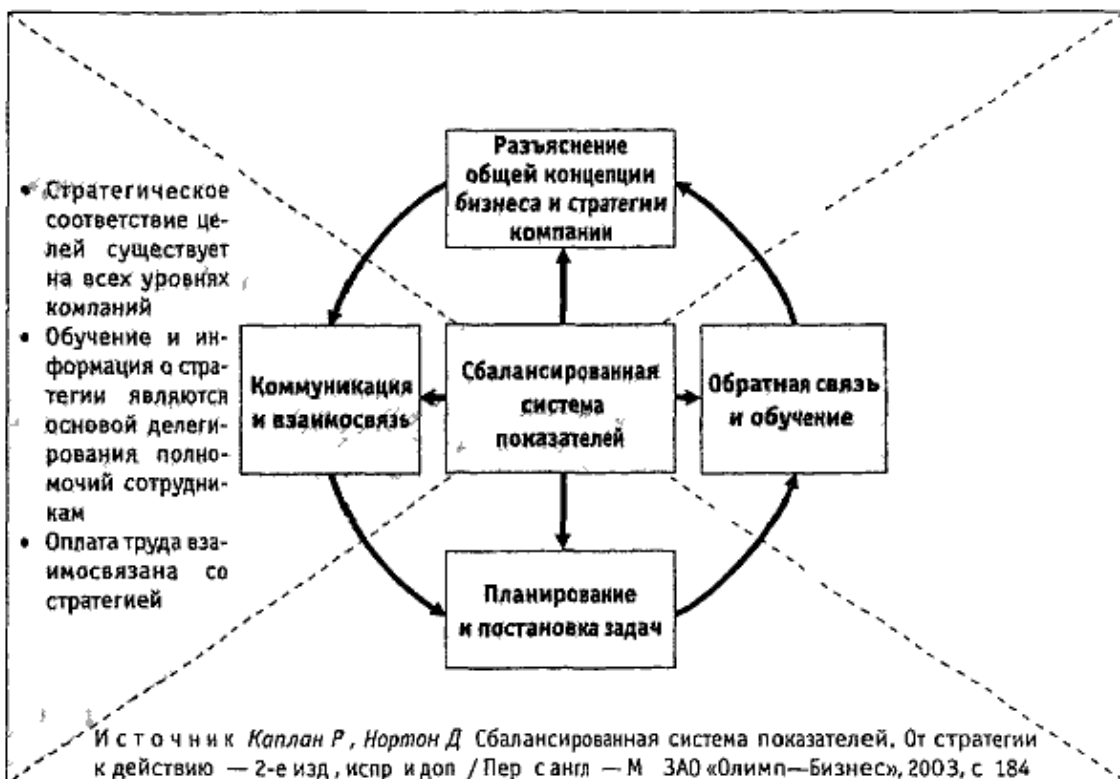 Разъяснение
общей концепции
бизнеса и стратегии
компании
• Стратегическое
соответствие це-
лей существует
на всех уровнях
компаний
• Обучение и ин-
формация о стра-
тегии являются
основой делеги-
рования полно-
мочий сотрудни-
кам
• Оплата труда вза-
имосвязана со
стратегией
Коммуникация
и взаимосвязь
Сбалансированная
система
показателей
Обратная связь
и обучение
Планирование
и постановка задач
Источник Каплан Р , Нортон Д Сбалансированная система показателей. От стратегии
к действию — 2-е изд , испр и доп / Пер с англ — М ЗАО «Олимп—Бизнес», 2003, с 184